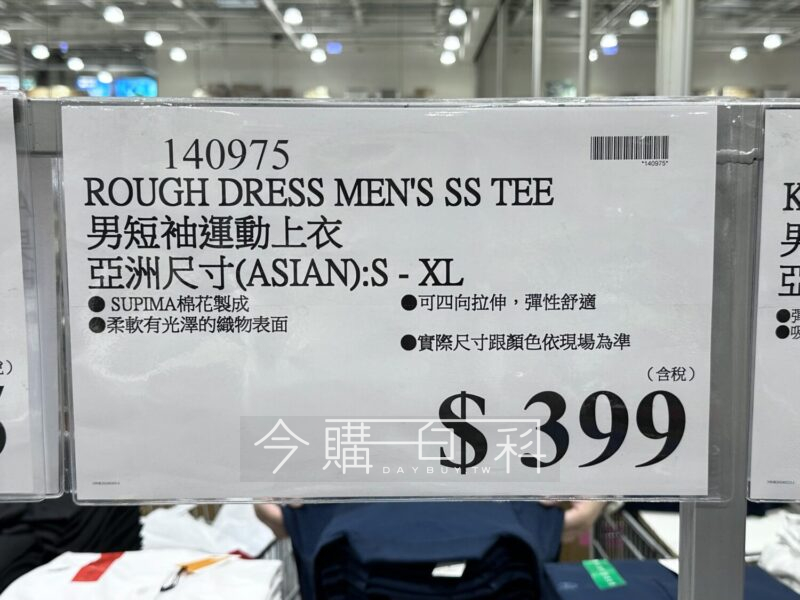 140975
*140975*
ROUGH DRESS MEN'S SS TEE
男短袖運動上衣
亞洲尺寸(ASIAN):S - XL
● SUPIMA棉花製成
●可四向拉伸，彈性舒適
●柔軟有光澤的織物表面
●實際尺寸跟顏色依現場為準
（含稅）
$ 399
今購百科
DAYBUY.TW
K
男
亞